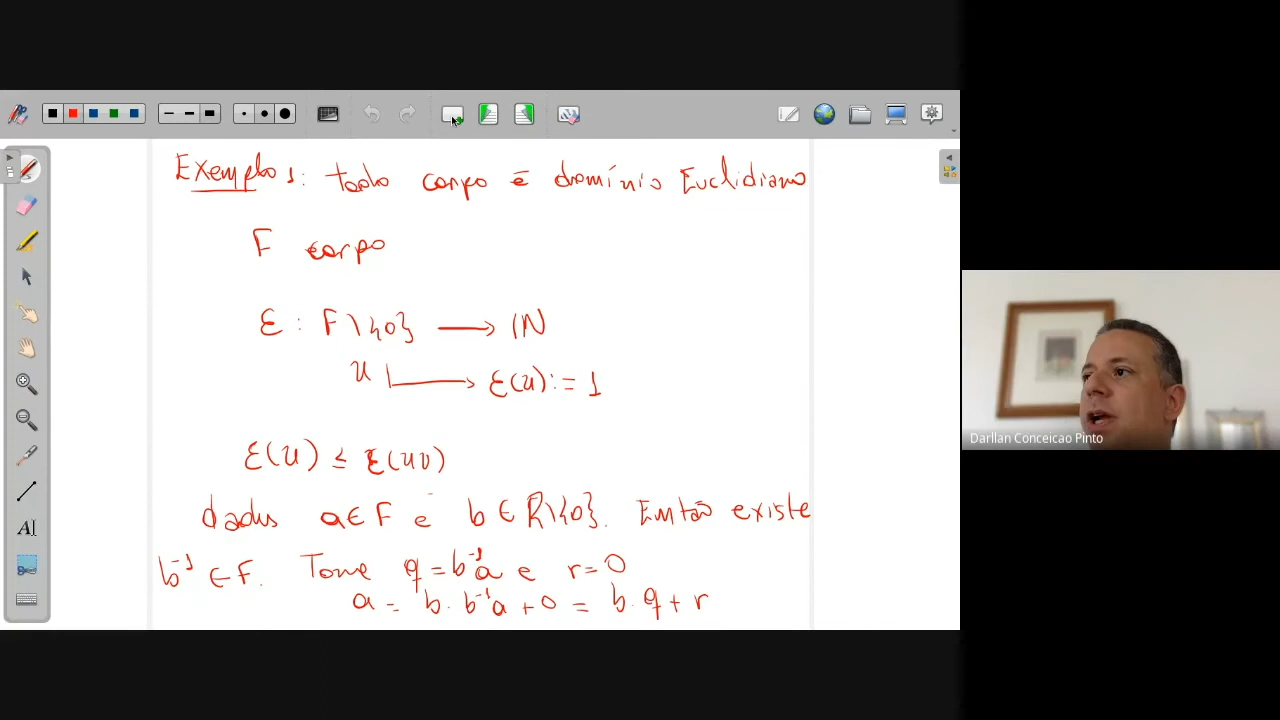 Exemplos: todo corpo é domínio Euclidiano
F corpo
ε : F \ {0} ⟶ ℕ
u ⟼ ε(u) := 1
ε(u) ≤ ε(uv)
dados a ∈ F e b ∈ R\{0}. Então existe
b⁻¹ ∈ F. Tome q = b⁻¹a e r = 0
a = b. b⁻¹a + 0 = b. q + r
Darllan Conceicao Pinto